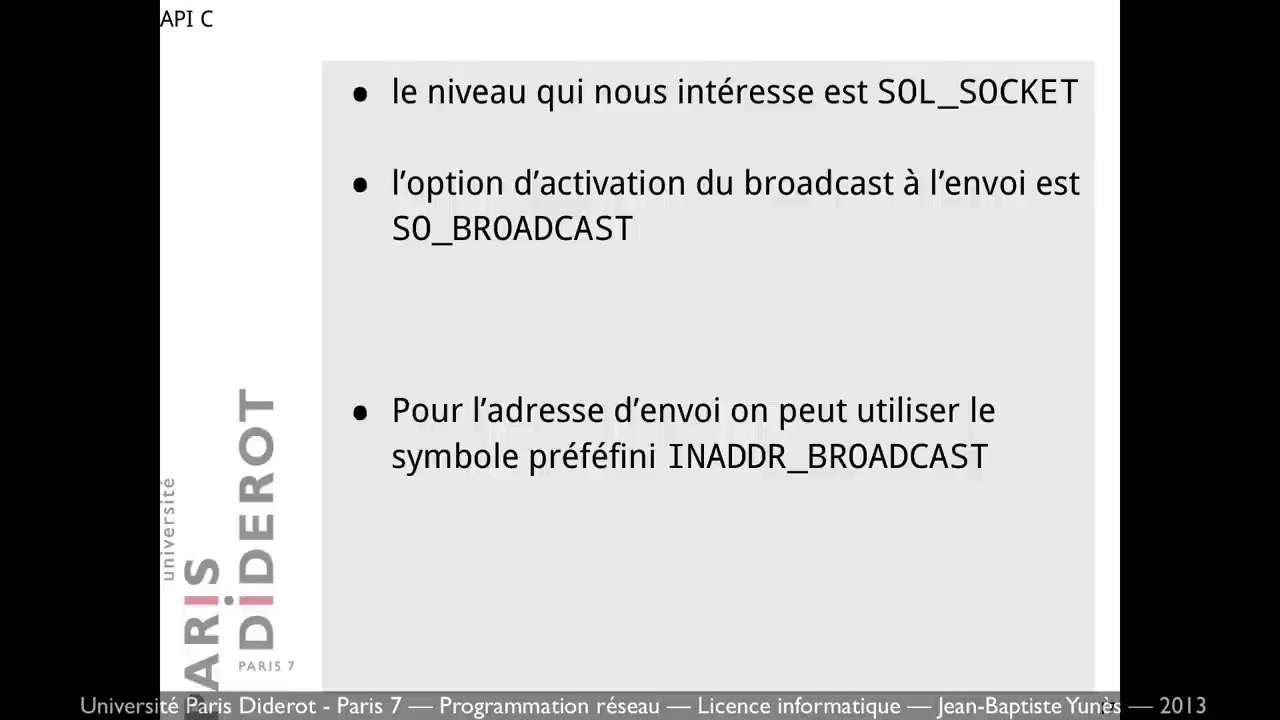 API C
● le niveau qui nous intéresse est SOL_SOCKET
● l’option d’activation du broadcast à l’envoi est
SO_BROADCAST
● Pour l’adresse d’envoi on peut utiliser le
symbole préféfini INADDR_BROADCAST
université
PARIS
DiDEROT
PARIS 7
Université Paris Diderot - Paris 7 — Programmation réseau — Licence informatique — Jean-Baptiste Yunès — 2013